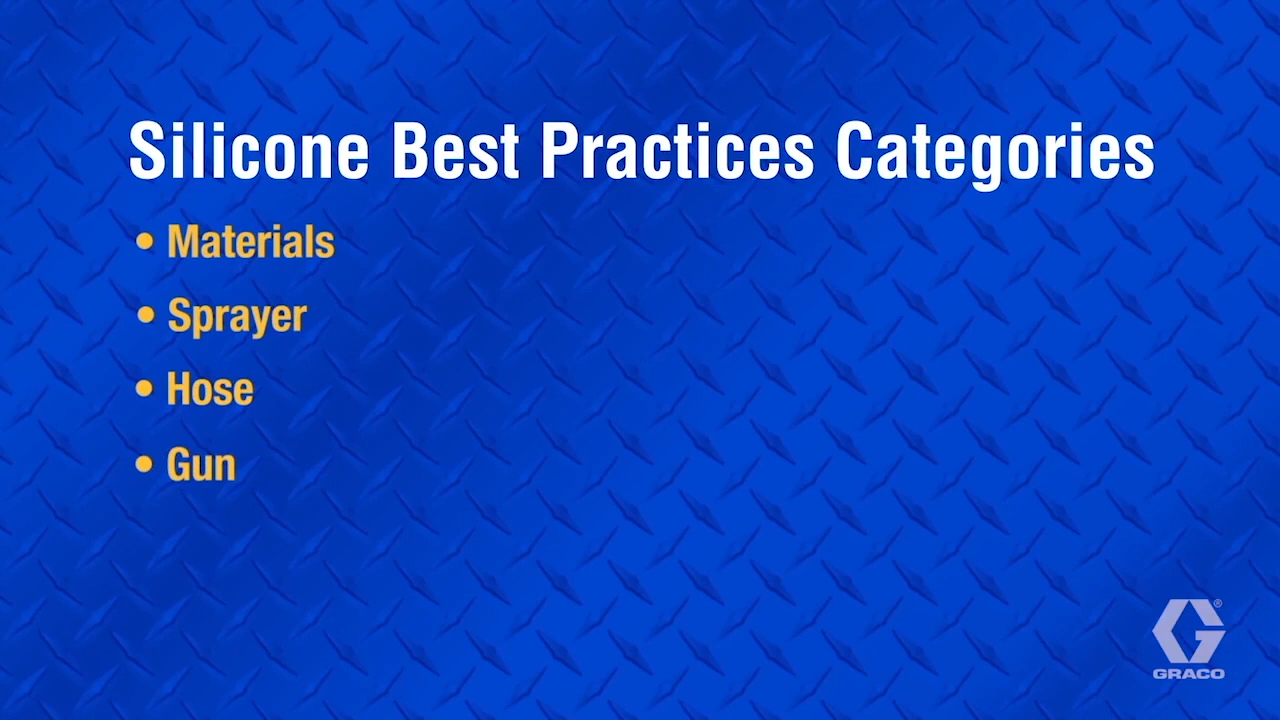 Silicone Best Practices Categories
• Materials
• Sprayer
• Hose
• Gun
®
GRACO